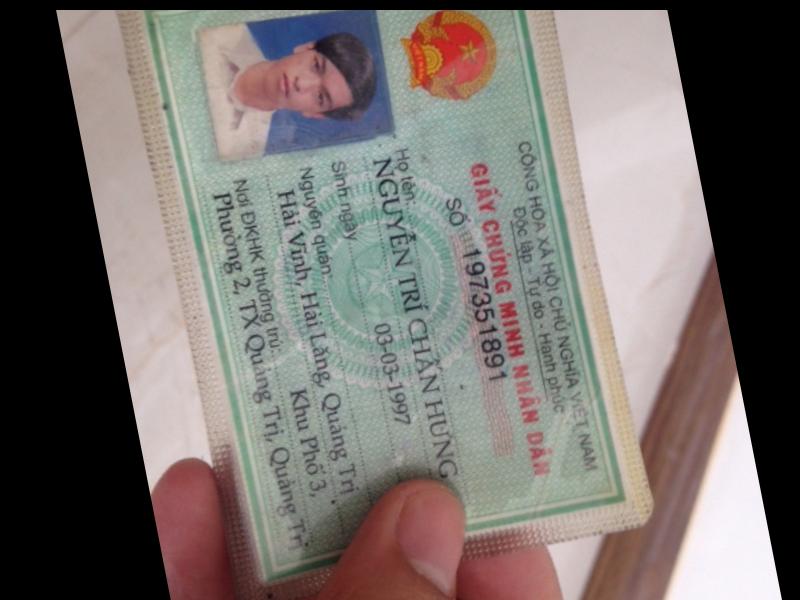 CỘNG HÒA XÃ HỘI CHỦ NGHĨA VIỆT NAM
Độc lập - Tự do - Hạnh phúc
GIẤY CHỨNG MINH NHÂN DÂN
SỐ 197351891
Họ tên: NGUYỄN TRÍ CHẤN HƯNG
Sinh ngày 03-03-1997
Nguyên quán Hải Vĩnh, Hải Lăng, Quảng Trị
Nơi ĐKHK thường trú: Khu Phố 3,
Phường 2, TX Quảng Trị, Quảng Trị